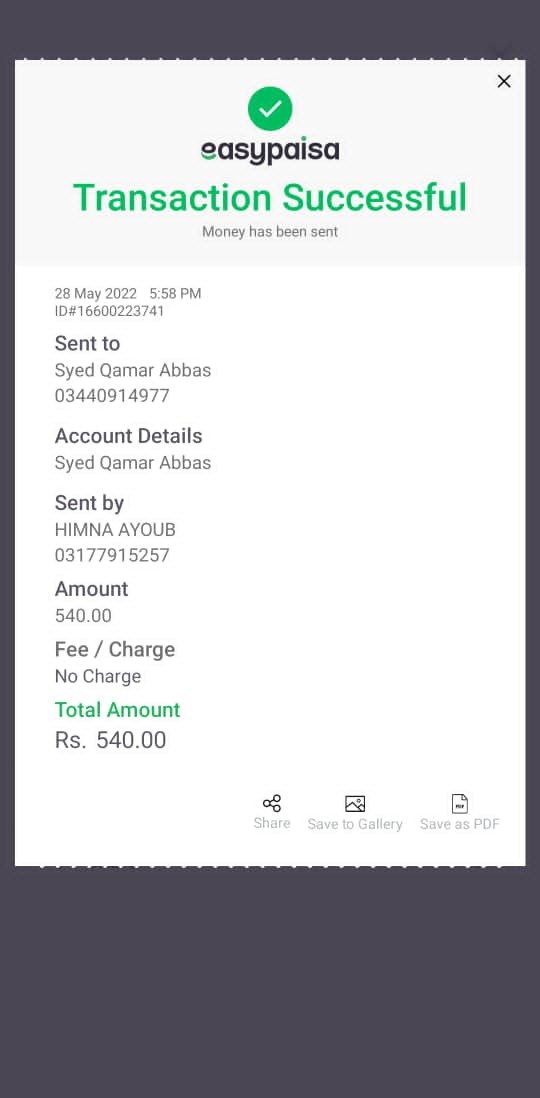 easypaisa
Transaction Successful
Money has been sent
28 May 2022 5:58 PM
ID#16600223741
Sent to
Syed Qamar Abbas
03440914977
Account Details
Syed Qamar Abbas
Sent by
HIMNA AYOUB
03177915257
Amount
540.00
Fee / Charge
No Charge
Total Amount
Rs. 540.00
Share Save to Gallery Save as PDF